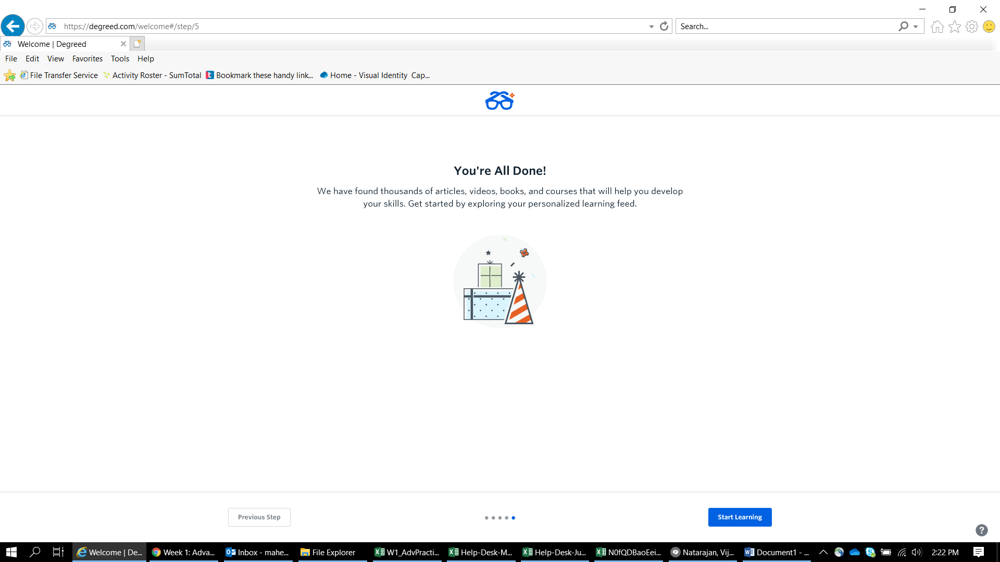 https://degreed.com/welcome#/step/5
Search...
Welcome | Degreed
File Edit View Favorites Tools Help
File Transfer Service Activity Roster - SumTotal Bookmark these handy link... Home - Visual Identity Cap...
You're All Done!
We have found thousands of articles, videos, books, and courses that will help you develop
your skills. Get started by exploring your personalized learning feed.
Previous Step
Start Learning
?
Welcome | De... Week 1: Adva... Inbox - mahe... File Explorer W1_AdvPracti... Help-Desk-M... Help-Desk-Ju... N0fQDBaoEei... Natarajan, Vij... Document1 - ... 2:22 PM